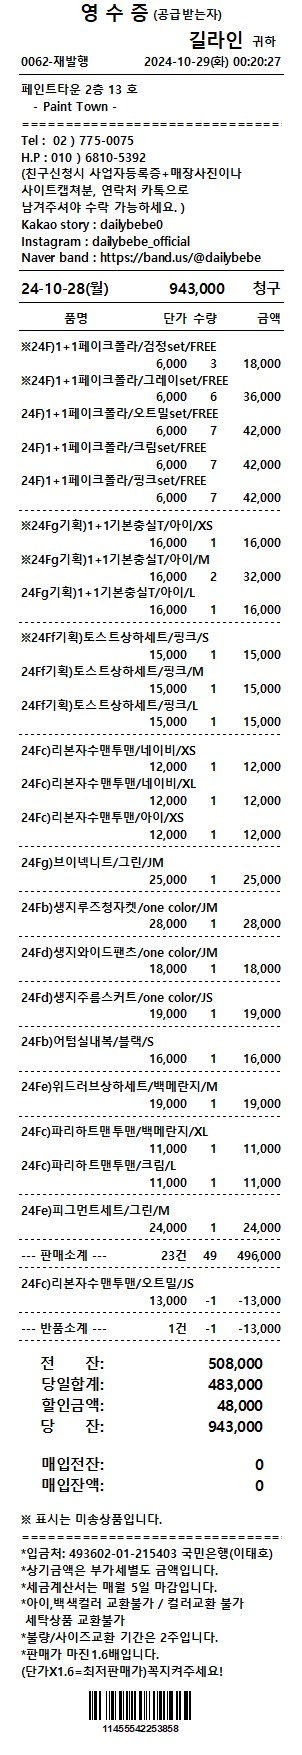 영 수 증 (공급받는자)
길라인 귀하
0062-재발행 2024-10-29(화) 00:20:27
페인트타운 2층 13 호
- Paint Town -
================================
Tel : 02 ) 775-0075
H.P : 010 ) 6810-5392
(친구신청시 사업자등록증+매장사진이나
사이트캡쳐분, 연락처 카톡으로
남겨주셔야 수락 가능하세요. )
Kakao story : dailybebe0
Instagram : dailybebe_official
Naver band : https://band.us/@dailybebe
24-10-28(월) 943,000 청구
품명 단가 수량 금액
※24F)1+1페이크폴라/검정set/FREE
6,000 3 18,000
※24F)1+1페이크폴라/그레이set/FREE
6,000 6 36,000
24F)1+1페이크폴라/오트밀set/FREE
6,000 7 42,000
24F)1+1페이크폴라/크림set/FREE
6,000 7 42,000
24F)1+1페이크폴라/핑크set/FREE
6,000 7 42,000
※24Fg기획)1+1기본충실T/아이/XS
16,000 1 16,000
※24Fg기획)1+1기본충실T/아이/M
16,000 2 32,000
24Fg기획)1+1기본충실T/아이/L
16,000 1 16,000
※24Ff기획)토스트상하세트/핑크/S
15,000 1 15,000
24Ff기획)토스트상하세트/핑크/M
15,000 1 15,000
24Ff기획)토스트상하세트/핑크/L
15,000 1 15,000
24Fc)리본자수맨투맨/네이비/XS
12,000 1 12,000
24Fc)리본자수맨투맨/네이비/XL
12,000 1 12,000
24Fc)리본자수맨투맨/아이/XS
12,000 1 12,000
24Fg)브이넥니트/그린/JM
25,000 1 25,000
24Fb)생지루즈청자켓/one color/JM
28,000 1 28,000
24Fd)생지와이드팬츠/one color/JM
18,000 1 18,000
24Fd)생지주름스커트/one color/JS
19,000 1 19,000
24Fb)어텀실내복/블랙/S
16,000 1 16,000
24Fe)위드러브상하세트/백메란지/M
19,000 1 19,000
24Fc)파리하트맨투맨/백메란지/XL
11,000 1 11,000
24Fc)파리하트맨투맨/크림/L
11,000 1 11,000
24Fe)피그먼트세트/그린/M
24,000 1 24,000
--- 판매소계 --- 23건 49 496,000
24Fc)리본자수맨투맨/오트밀/JS
13,000 -1 -13,000
--- 반품소계 --- 1건 -1 -13,000
전 잔: 508,000
당일합계: 483,000
할인금액: 48,000
당 잔: 943,000
매입전잔: 0
매입잔액: 0
※ 표시는 미송상품입니다.
================================
*입금처: 493602-01-215403 국민은행(이태호)
*상기금액은 부가세별도 금액입니다.
*세금계산서는 매월 5일 마감입니다.
*아이,백색컬러 교환불가 / 컬러교환 불가
세탁상품 교환불가
*불량/사이즈교환 기간은 2주입니다.
*판매가 마진1.6배입니다.
(단가X1.6=최저판매가)꼭지켜주세요!
11455542253858